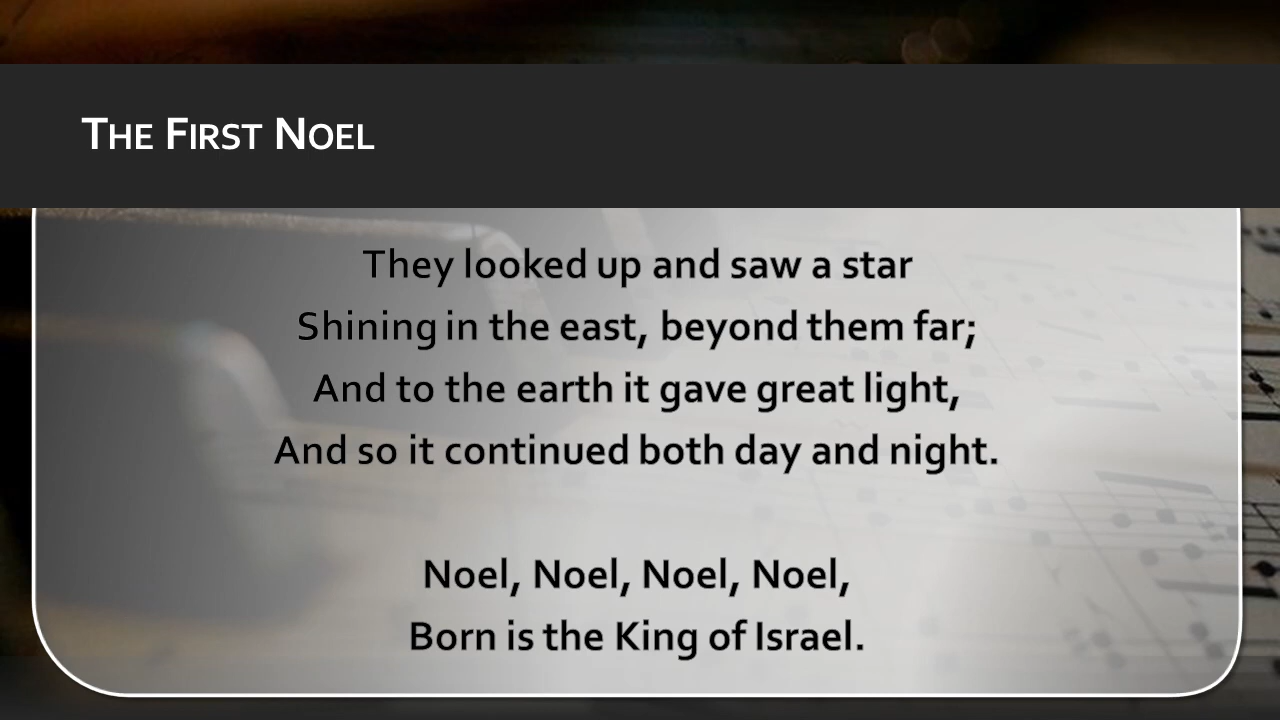 The First Noel
They looked up and saw a star
Shining in the east, beyond them far;
And to the earth it gave great light,
And so it continued both day and night.
Noel, Noel, Noel, Noel,
Born is the King of Israel.